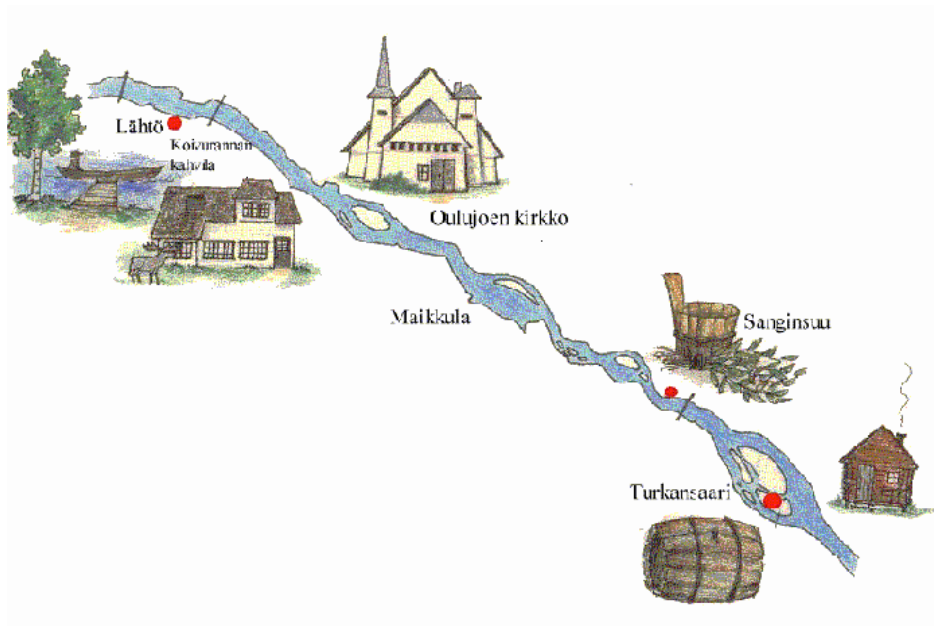 Lähtö
Koivurannan
kahvila
Oulujoen kirkko
Maikkula
Sanginsuu
Turkansaari